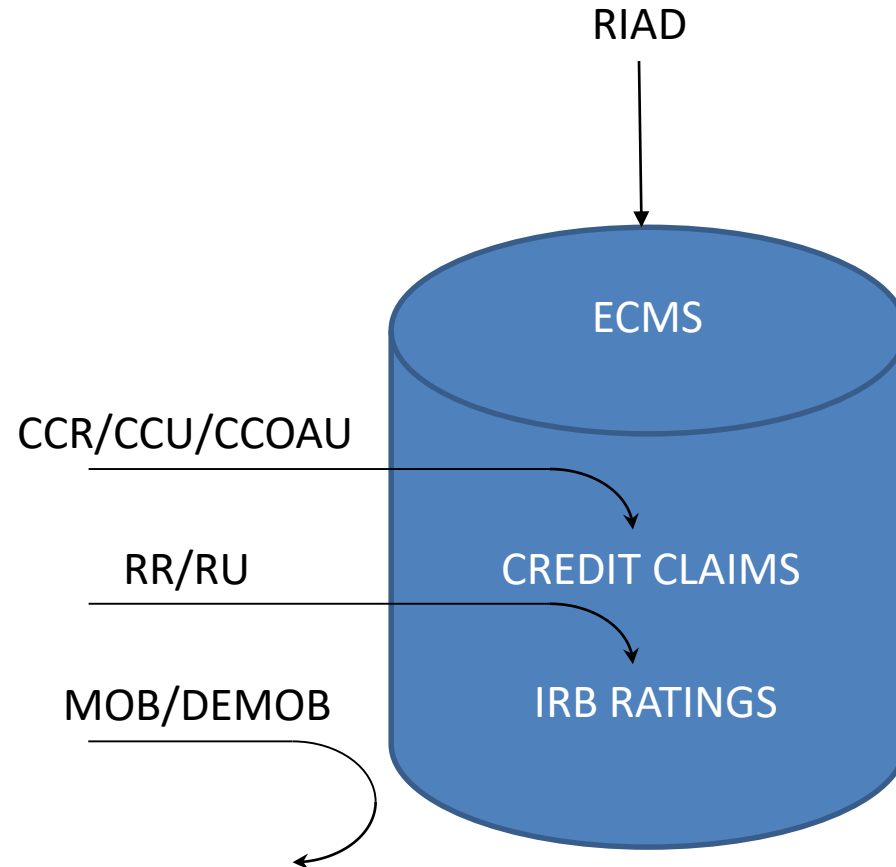 RIAD
ECMS
CCR/CCU/CCOAU
RR/RU
CREDIT CLAIMS
MOB/DEMOB
IRB RATINGS